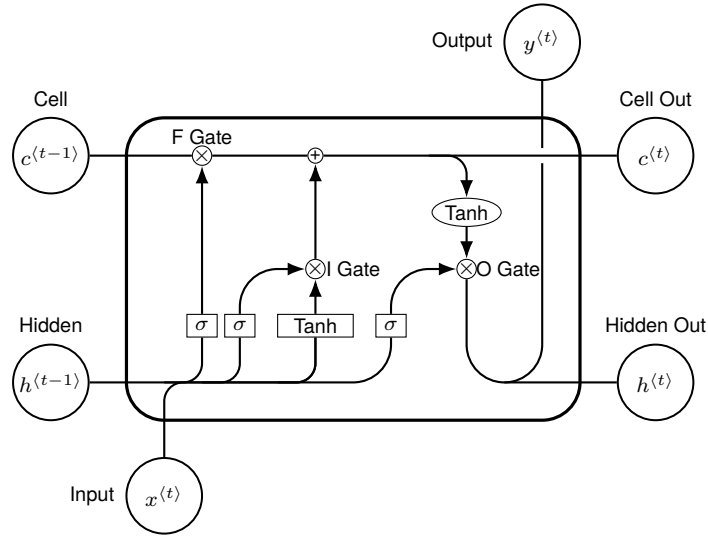 Output
y⟨t⟩
Cell
Cell Out
F Gate
c⟨t−1⟩
×
+
c⟨t⟩
Tanh
×
I Gate
×
O Gate
Hidden
σ
σ
Tanh
σ
Hidden Out
h⟨t−1⟩
h⟨t⟩
Input
x⟨t⟩